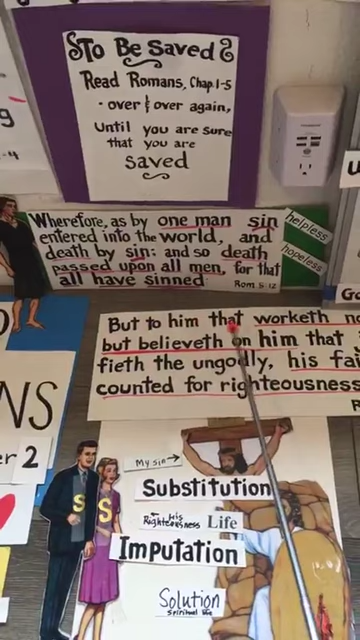 To Be Saved
Read Romans, Chap. 1-5
- over & over again,
Until you are sure
that you are
saved
9
-4
Wherefore, as by one man sin
entered into the world, and
death by sin: and so death
passed upon all men, for that
all have sinned. Rom. 5:12
helpless
hopeless
But to him that worketh
but believeth on him that
fieth the ungodly, his
counted for righteousness
NS
er 2
My sin →
Substitution
← His
Righteousness Life
Imputation
Solution
spiritual life
S
S